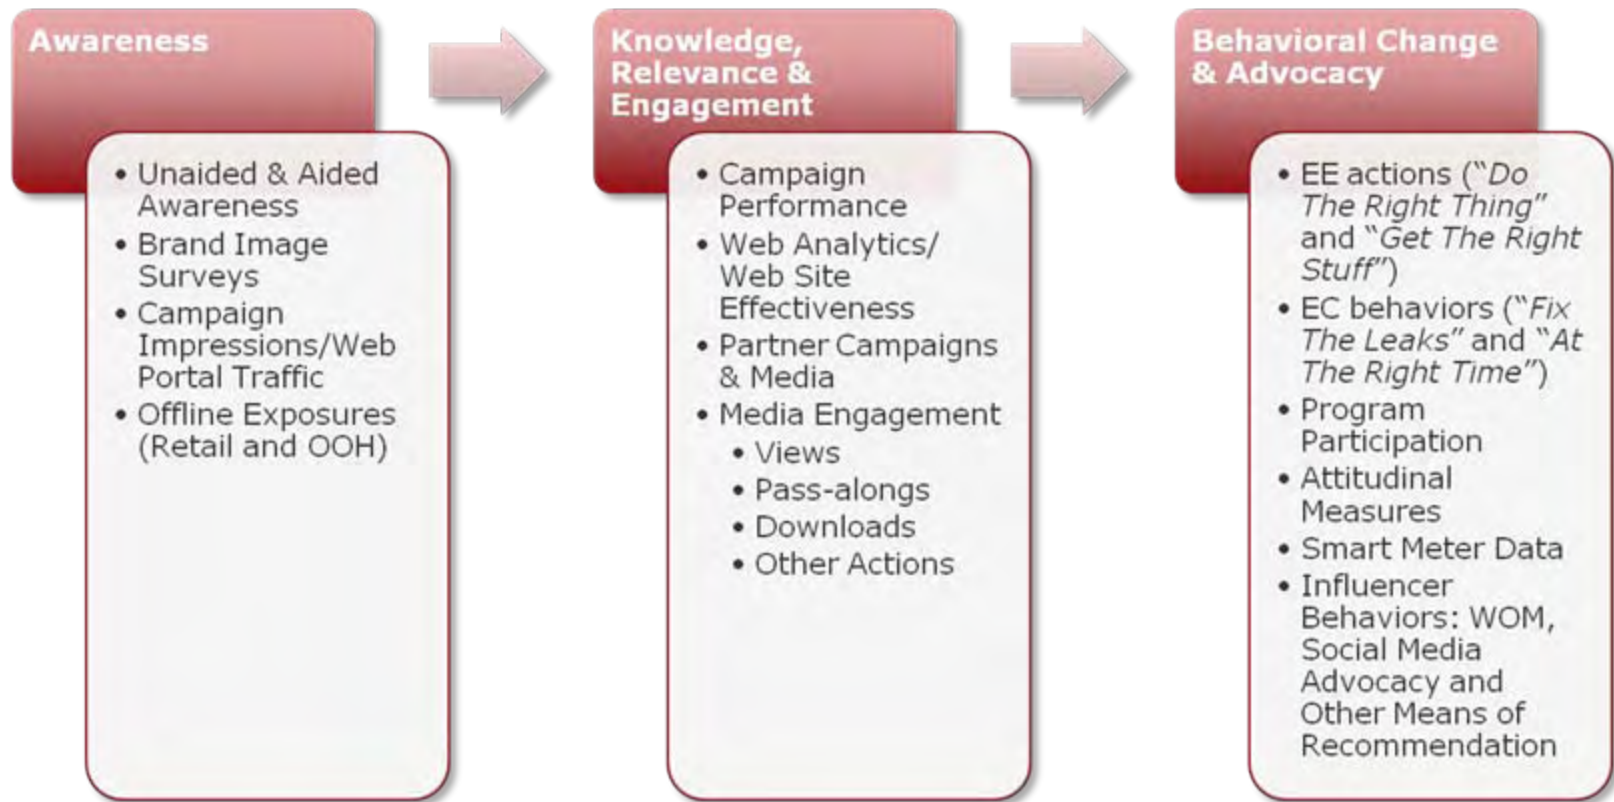 Awareness
• Unaided & Aided
Awareness
• Brand Image
Surveys
• Campaign
Impressions/Web
Portal Traffic
• Offline Exposures
(Retail and OOH)
Knowledge,
Relevance &
Engagement
• Campaign
Performance
• Web Analytics/
Web Site
Effectiveness
• Partner Campaigns
& Media
• Media Engagement
• Views
• Pass-alongs
• Downloads
• Other Actions
Behavioral Change
& Advocacy
• EE actions (“Do
The Right Thing”
and “Get The Right
Stuff”)
• EC behaviors (“Fix
The Leaks” and “At
The Right Time”)
• Program
Participation
• Attitudinal
Measures
• Smart Meter Data
• Influencer
Behaviors: WOM,
Social Media
Advocacy and
Other Means of
Recommendation